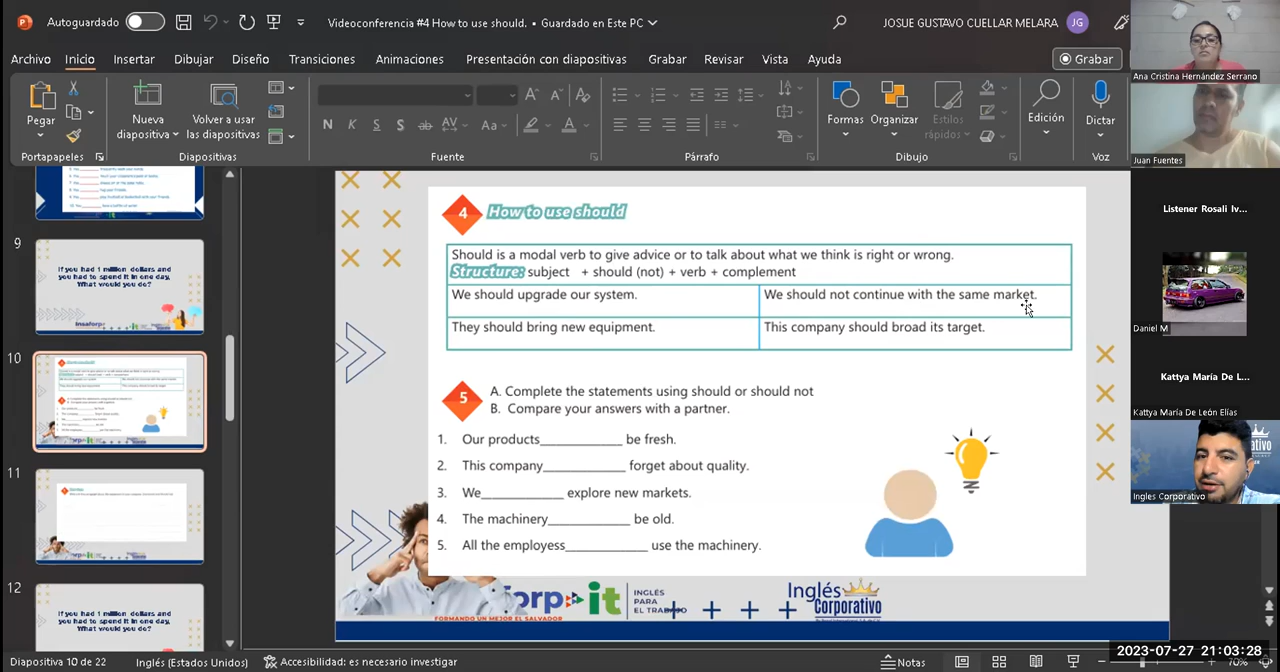 Autoguardado
Videoconferencia #4 How to use should. • Guardado en Este PC
JOSUE GUSTAVO CUELLAR MELARA
JG
Archivo Inicio Insertar Dibujar Diseño Transiciones Animaciones Presentación con diapositivas Grabar Revisar Vista Ayuda
Grabar
Pegar
Nueva diapositiva
Volver a usar las diapositivas
N K S S ab AV Aa A
Formas
Organizar
Estilos rápidos
Edición
Dictar
Portapapeles
Diapositivas
Fuente
Párrafo
Dibujo
Voz
Ana Cristina Hernández Serrano
Juan Fuentes
Listener Rosali Iv...
Daniel M
Kattya María De L...
Kattya María De León Elías
Ingles Corporativo
9
If you had 1 million dollars and
you had to spend it in one day,
What would you do?
10
11
12
If you had 1 million dollars and
you had to spend it in one day,
What would you do?
4 How to use should
Should is a modal verb to give advice or to talk about what we think is right or wrong.
Structure: subject + should (not) + verb + complement
We should upgrade our system.
We should not continue with the same market.
They should bring new equipment.
This company should broad its target.
5
A. Complete the statements using should or should not
B. Compare your answers with a partner.
1. Our products____________ be fresh.
2. This company____________ forget about quality.
3. We____________ explore new markets.
4. The machinery____________ be old.
5. All the employess____________ use the machinery.
forp it
INGLÉS
PARA
EL TRABAJO
FORMANDO UN MEJOR EL SALVADOR
Inglés
Corporativo
Diapositiva 10 de 22
Inglés (Estados Unidos)
Accesibilidad: es necesario investigar
Notas
2023-07-27 21:03:28
70%